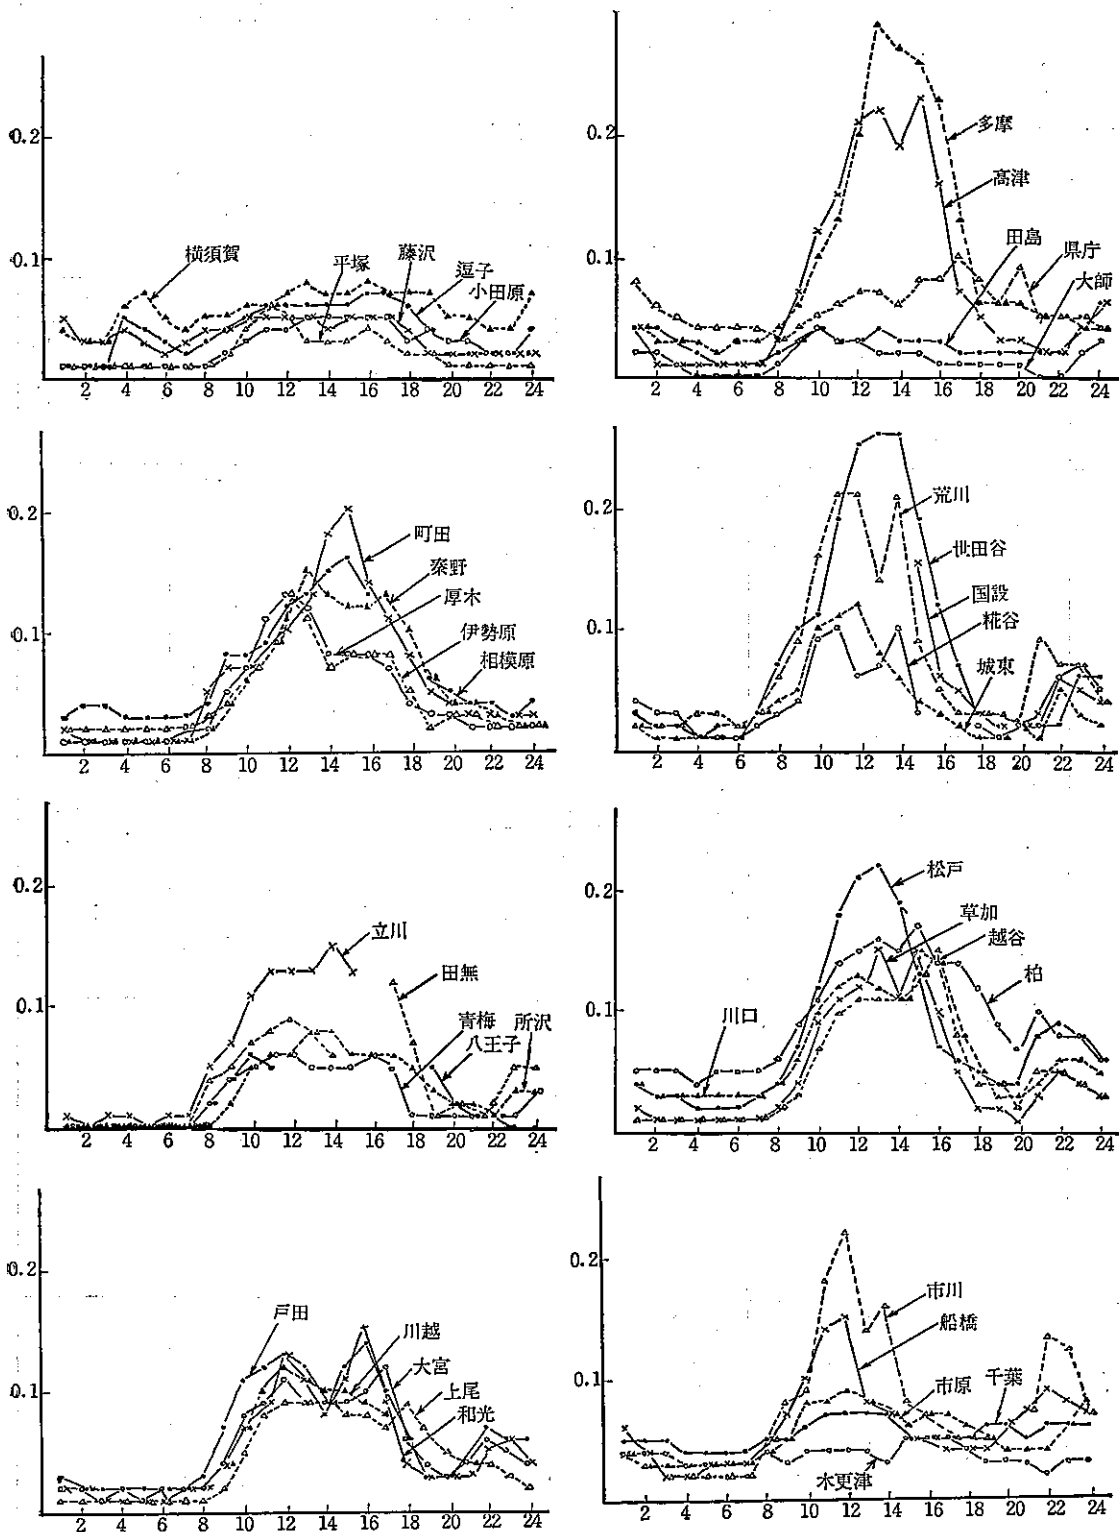 0.2
0.1
横須賀
平塚
藤沢
逗子
小田原
2 4 6 8 10 12 14 16 18 20 22 24
0.2
0.1
多摩
高津
田島
県庁
大師
2 4 6 8 10 12 14 16 18 20 22 24
0.2
0.1
町田
秦野
厚木
伊勢原
相模原
2 4 6 8 10 12 14 16 18 20 22 24
0.2
0.1
荒川
世田谷
国設
糀谷
城東
2 4 6 8 10 12 14 16 18 20 22 24
0.2
0.1
立川
田無
青梅
八王子
所沢
2 4 6 8 10 12 14 16 18 20 22 24
0.2
0.1
松戸
草加
越谷
柏
川口
2 4 6 8 10 12 14 16 18 20 22 24
0.2
0.1
戸田
川越
大宮
上尾
和光
2 4 6 8 10 12 14 16 18 20 22 24
0.2
0.1
市川
船橋
千葉
市原
木更津
2 4 6 8 10 12 14 16 18 20 22 24